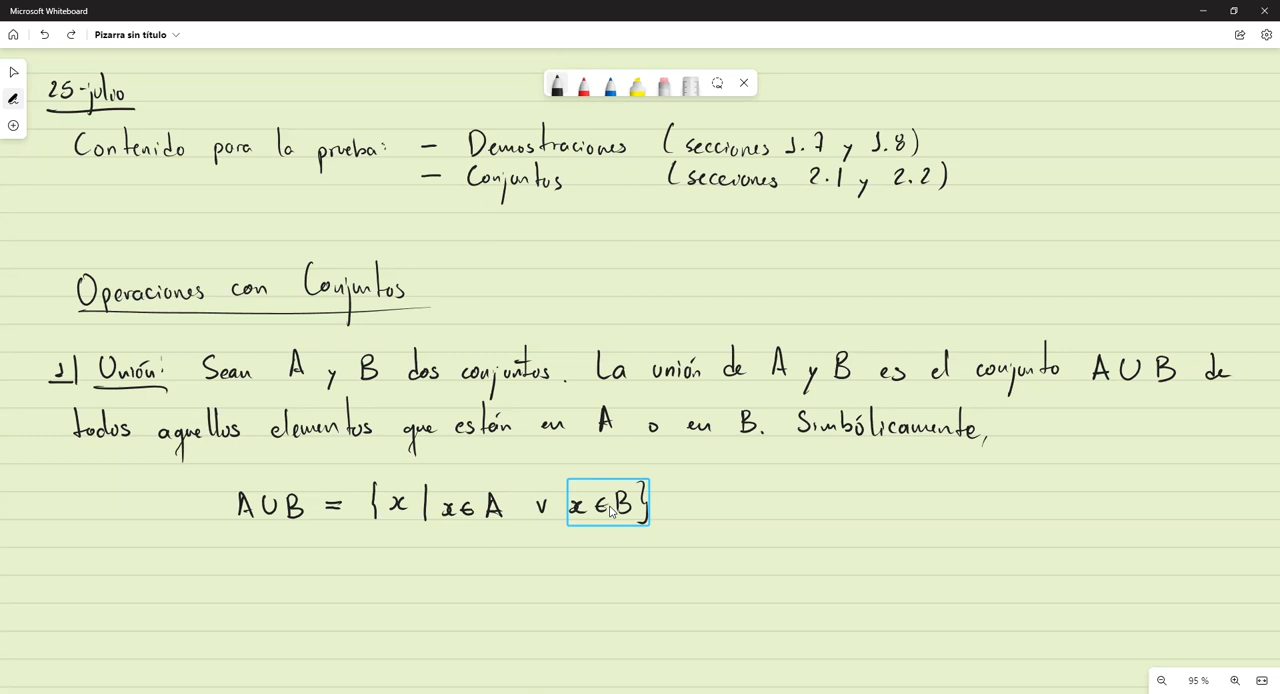 Microsoft Whiteboard
Pizarra sin título
25-julio
Contenido para la prueba: - Demostraciones (secciones 1.7 y 1.8)
- Conjuntos (secciones 2.1 y 2.2)
Operaciones con Conjuntos
1) Unión: Sean A y B dos conjuntos. La unión de A y B es el conjunto A ∪ B de
todos aquellos elementos que están en A o en B. Simbólicamente,
A ∪ B = {x | x ∈ A ∨ x ∈ B}
95 %